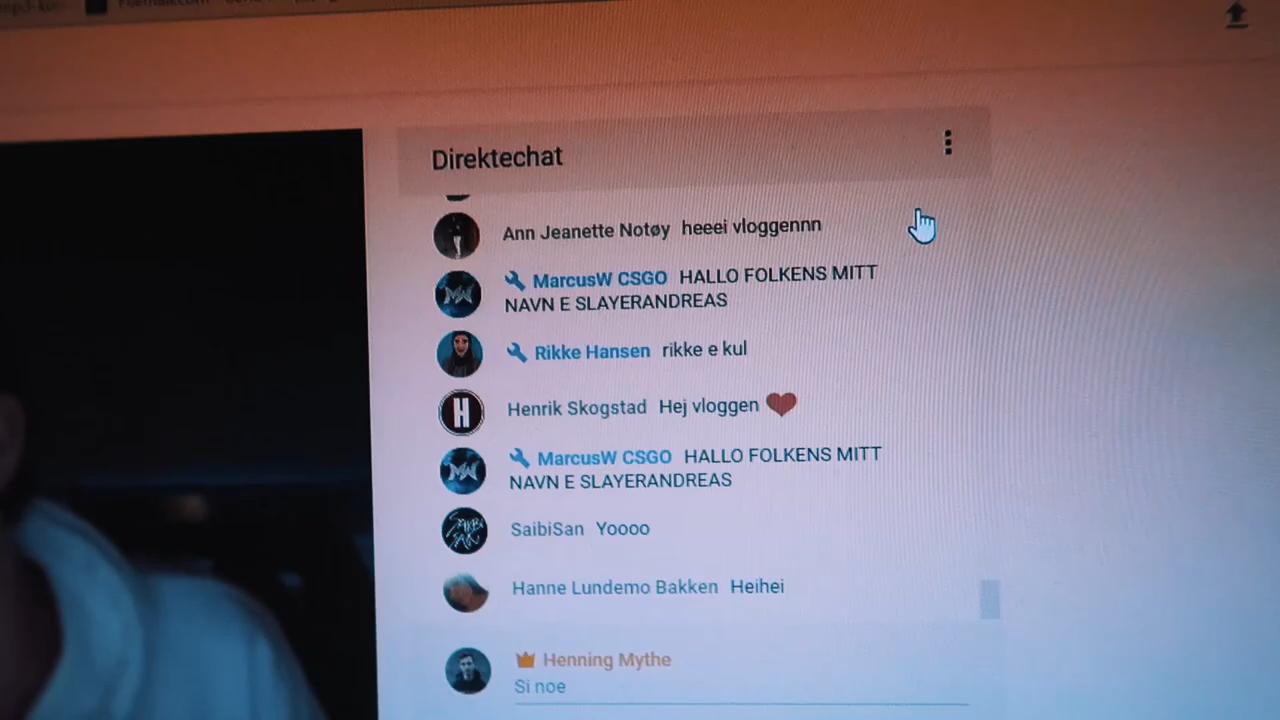 Direktechat
Ann Jeanette Notøy heeei vloggennn
MarcusW CSGO HALLO FOLKENS MITT
NAVN E SLAYERANDREAS
Rikke Hansen rikke e kul
H Henrik Skogstad Hej vloggen
MarcusW CSGO HALLO FOLKENS MITT
NAVN E SLAYERANDREAS
SaibiSan Yoooo
Hanne Lundemo Bakken Heihei
Henning Mythe
Si noe